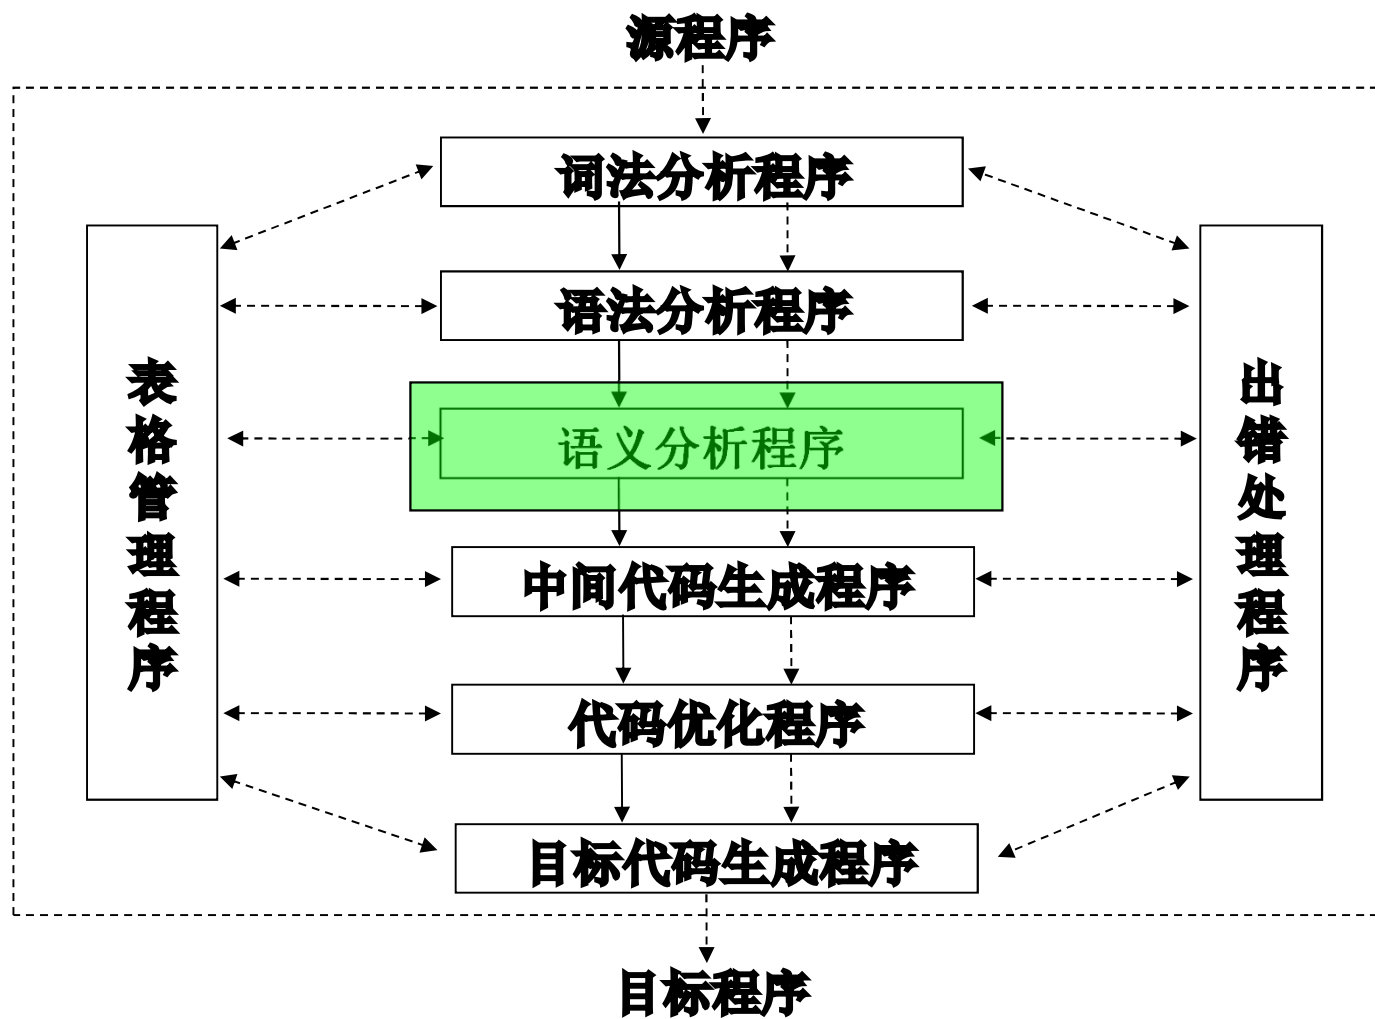 源程序
词法分析程序
语法分析程序
语义分析程序
中间代码生成程序
代码优化程序
目标代码生成程序
表格管理程序
出错处理程序
目标程序